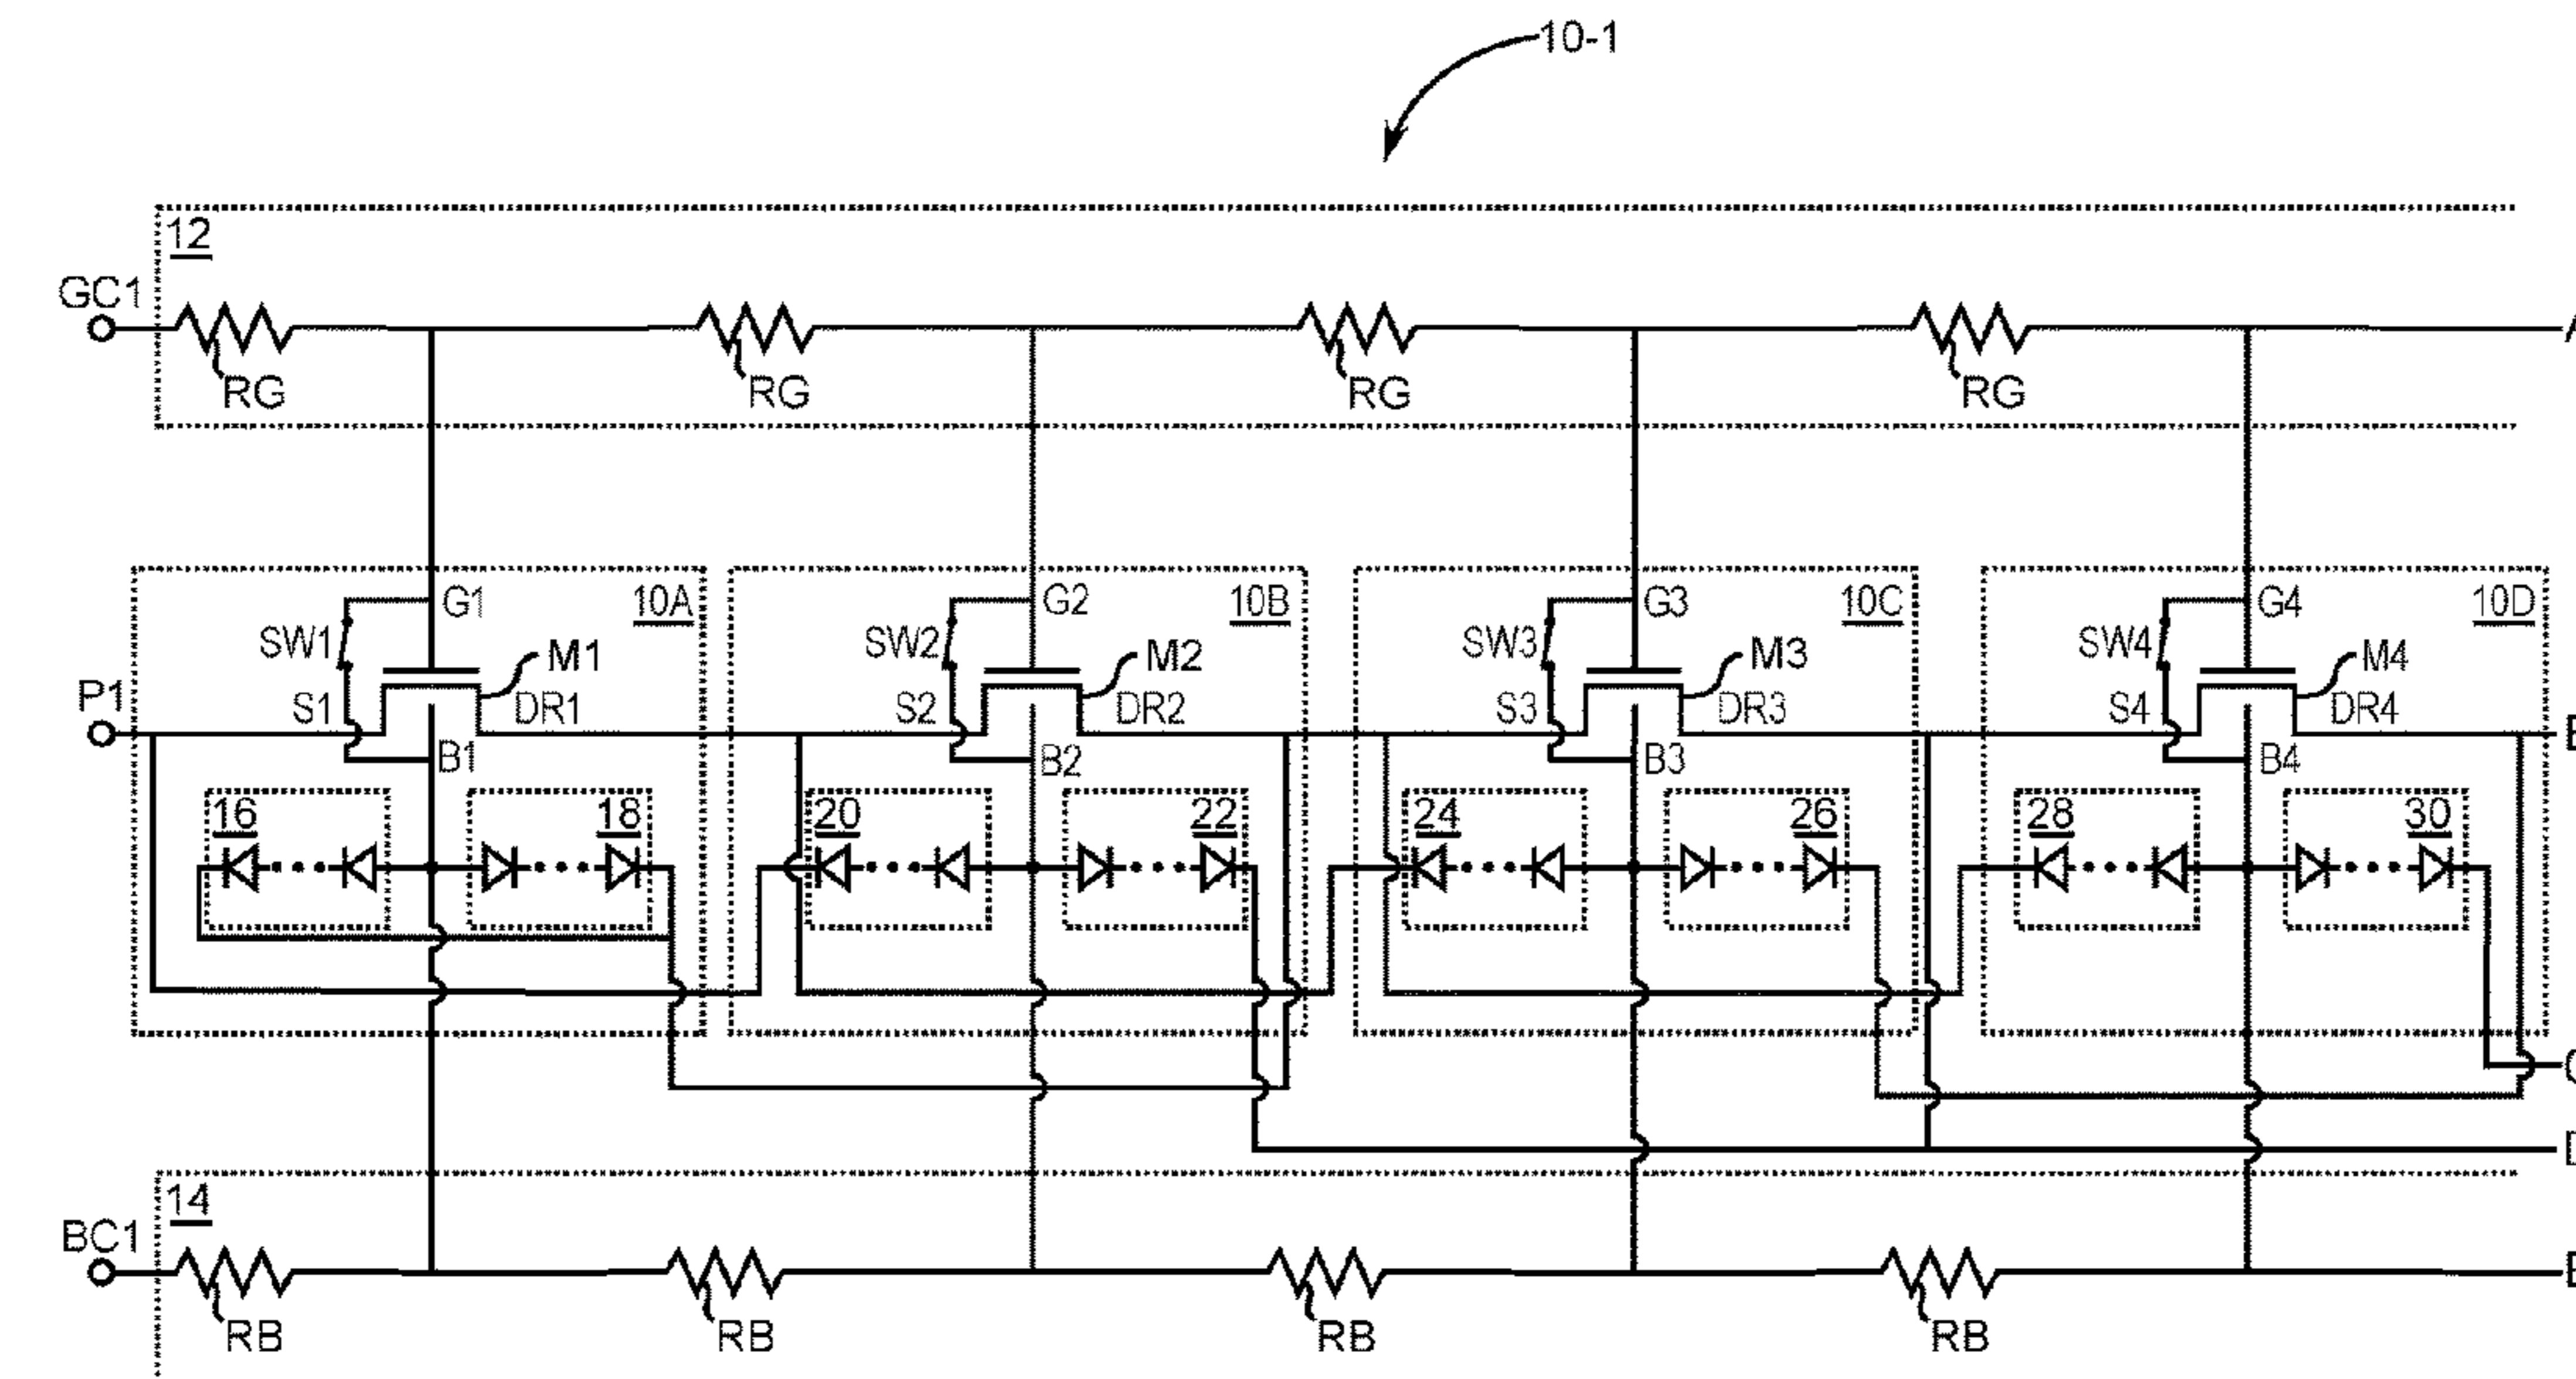 10-1
12
GC1
RG RG RG RG
G1 10A G2 10B G3 10C G4 10D
SW1 M1 SW2 M2 SW3 M3 SW4 M4
P1 S1 DR1 S2 DR2 S3 DR3 S4 DR4
B1 B2 B3 B4
16 18 20 22 24 26 28 30
14
BC1
RB RB RB RB